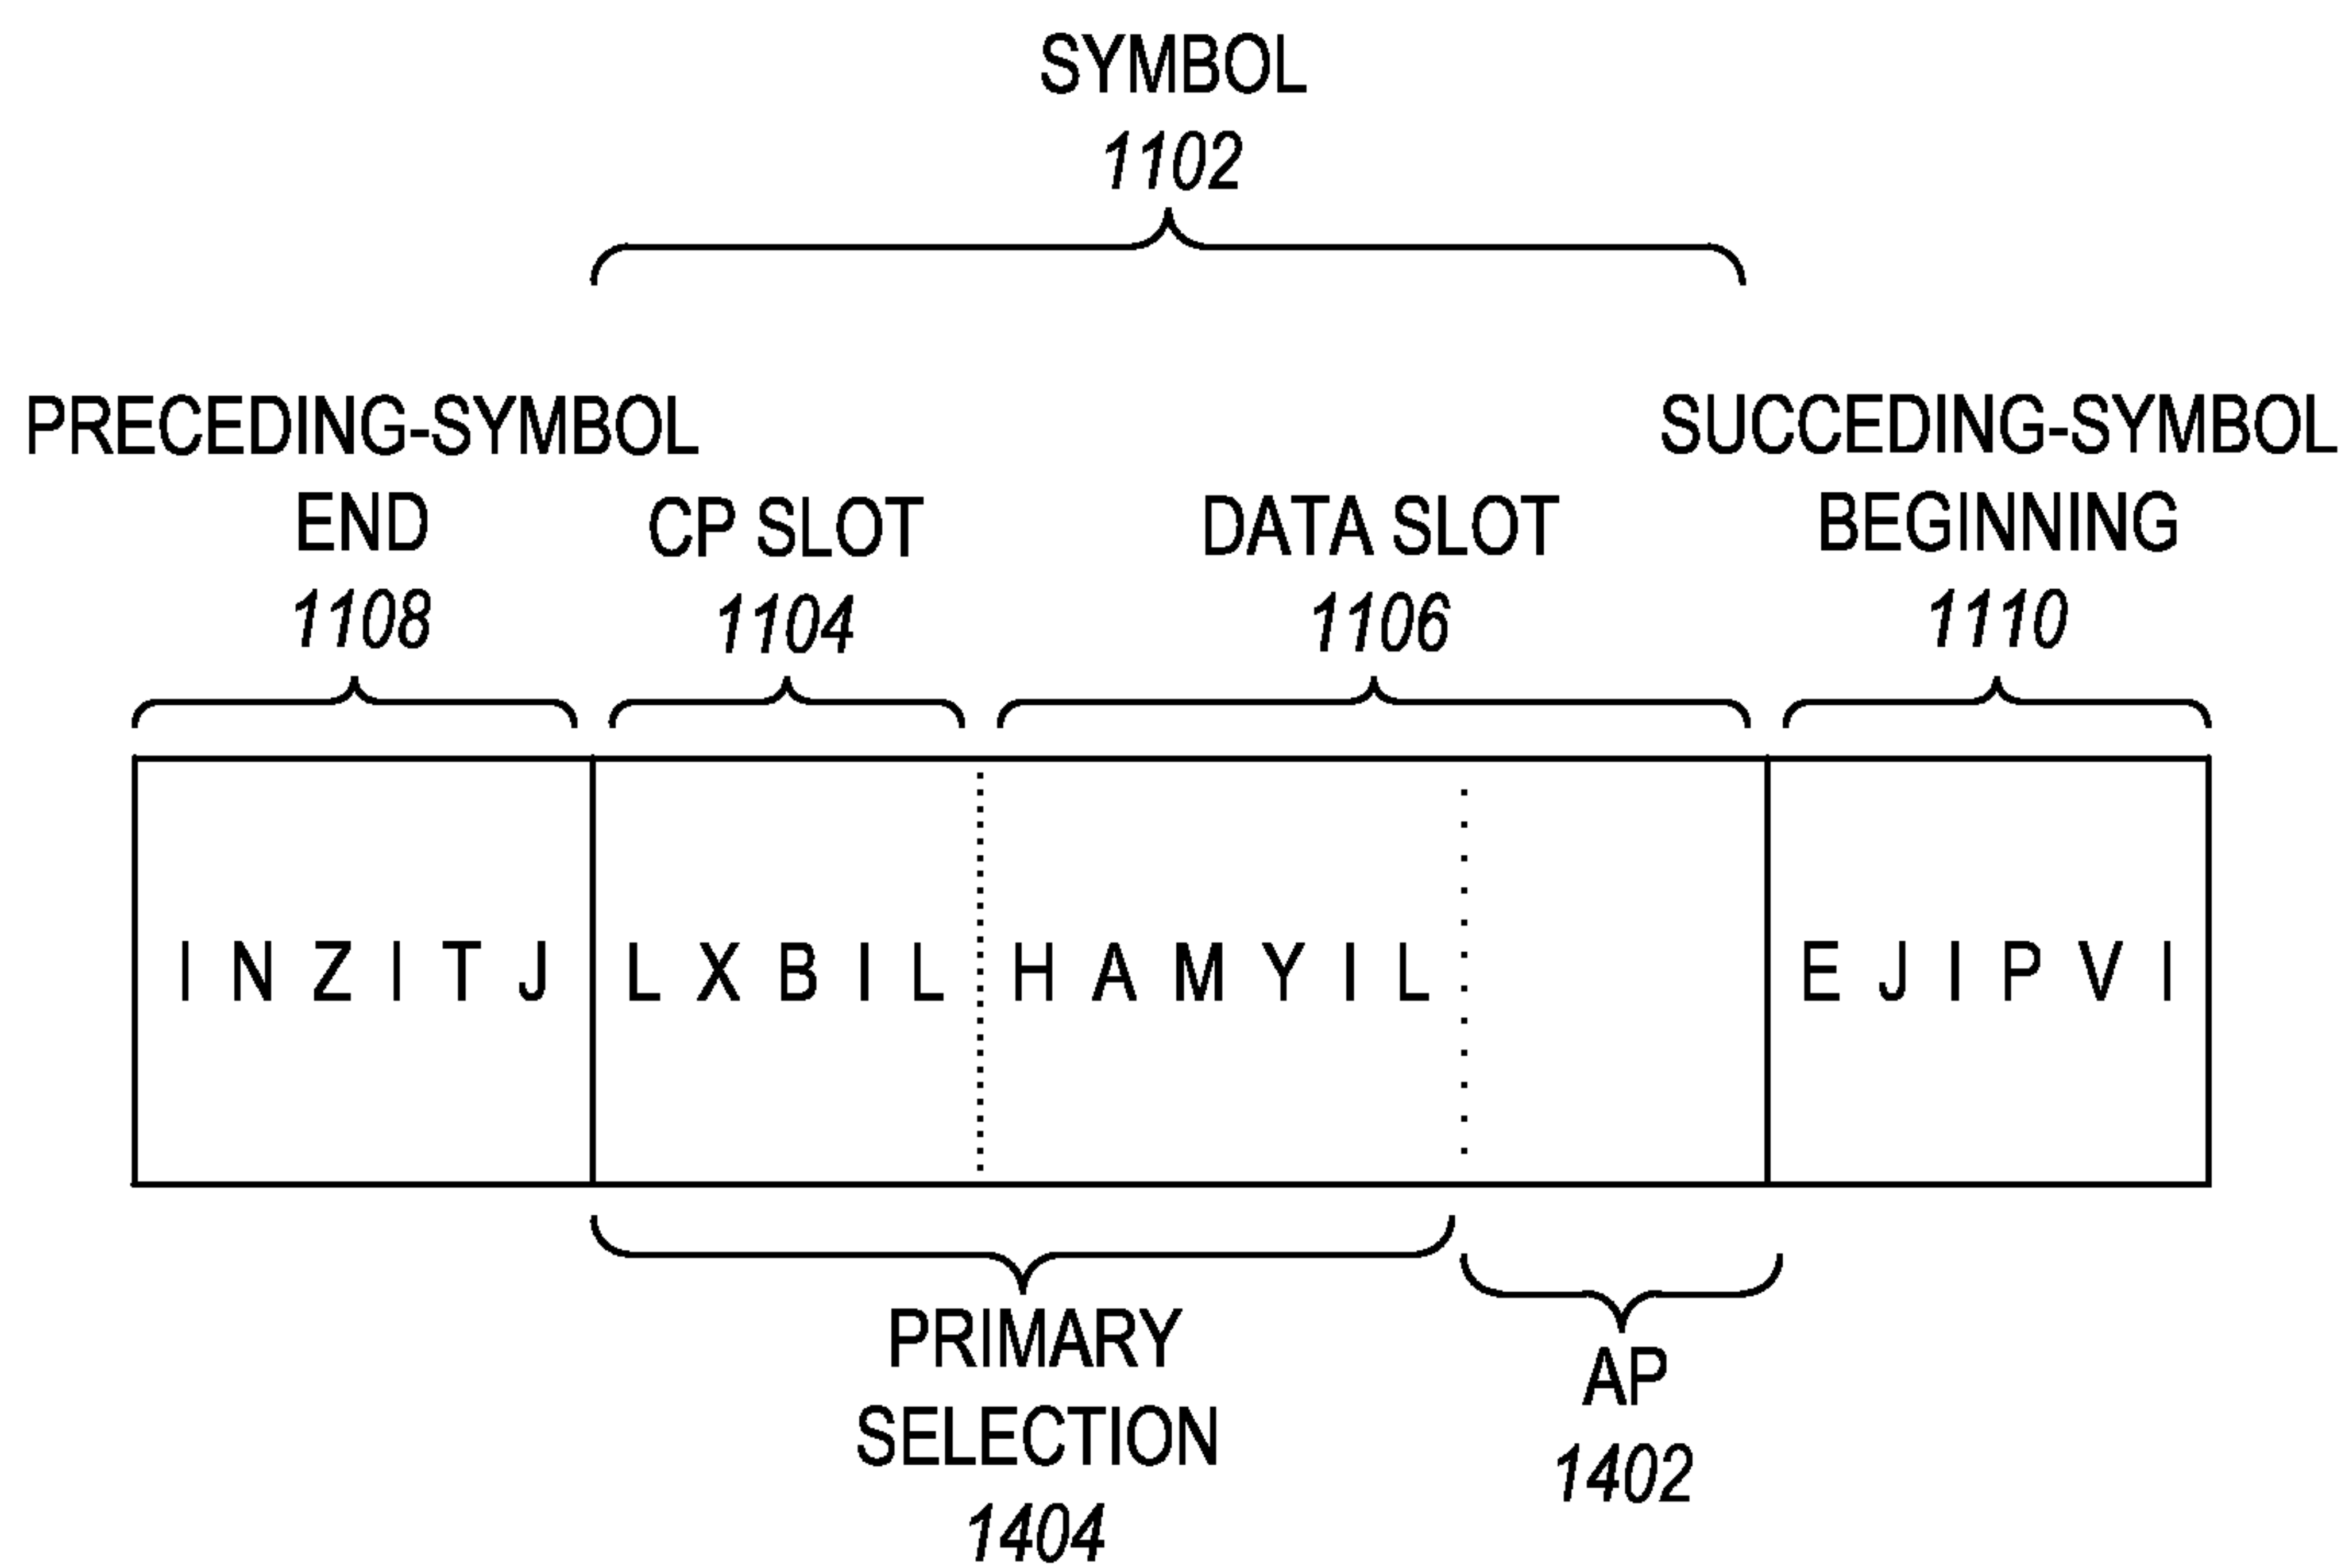 SYMBOL
1102
PRECEDING-SYMBOL
END
1108
CP SLOT
1104
DATA SLOT
1106
SUCCEDING-SYMBOL
BEGINNING
1110
I N Z I T J L X B I L H A M Y I L E J I P V I
PRIMARY
SELECTION
1404
AP
1402